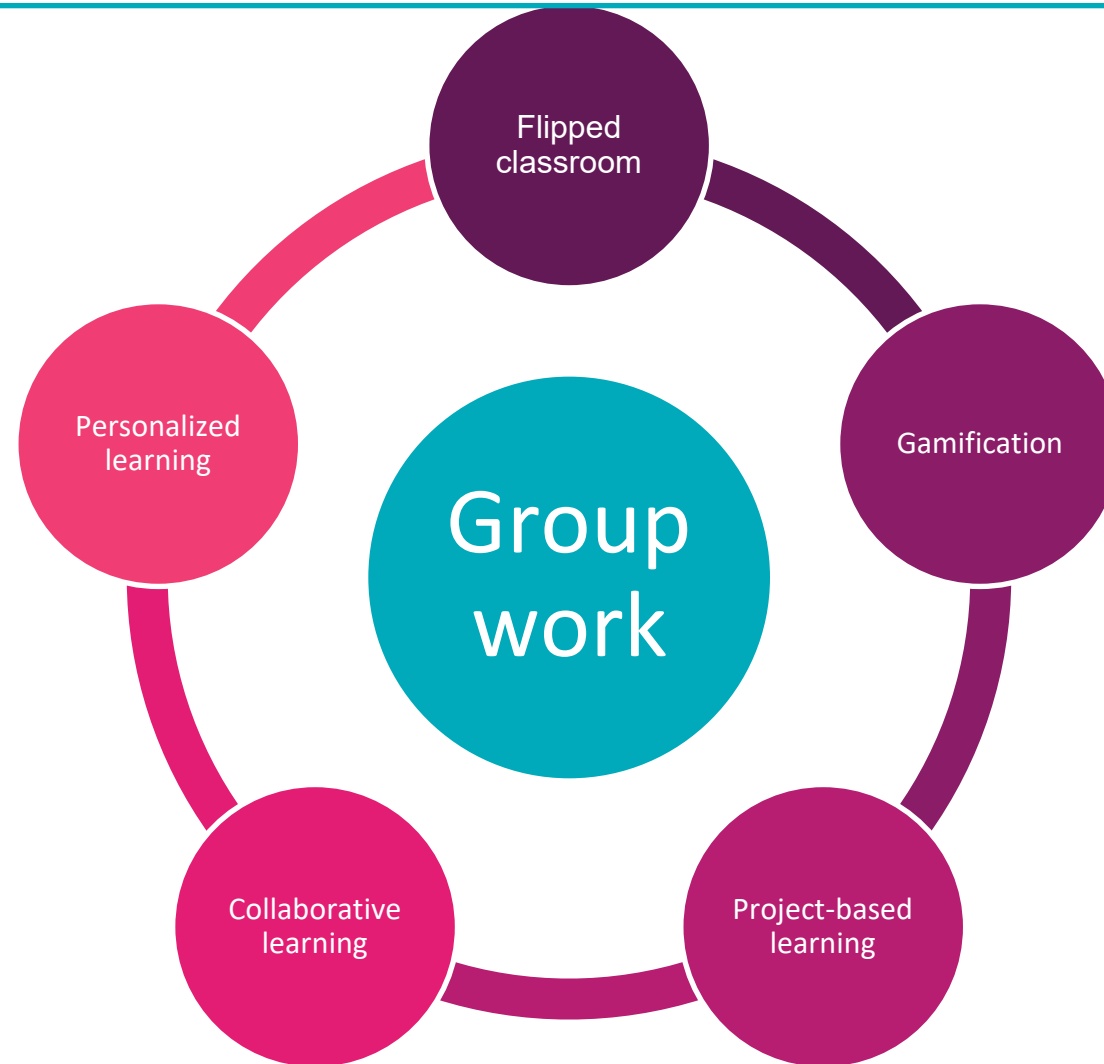 Flipped
classroom
Gamification
Project-based
learning
Collaborative
learning
Personalized
learning
Group
work